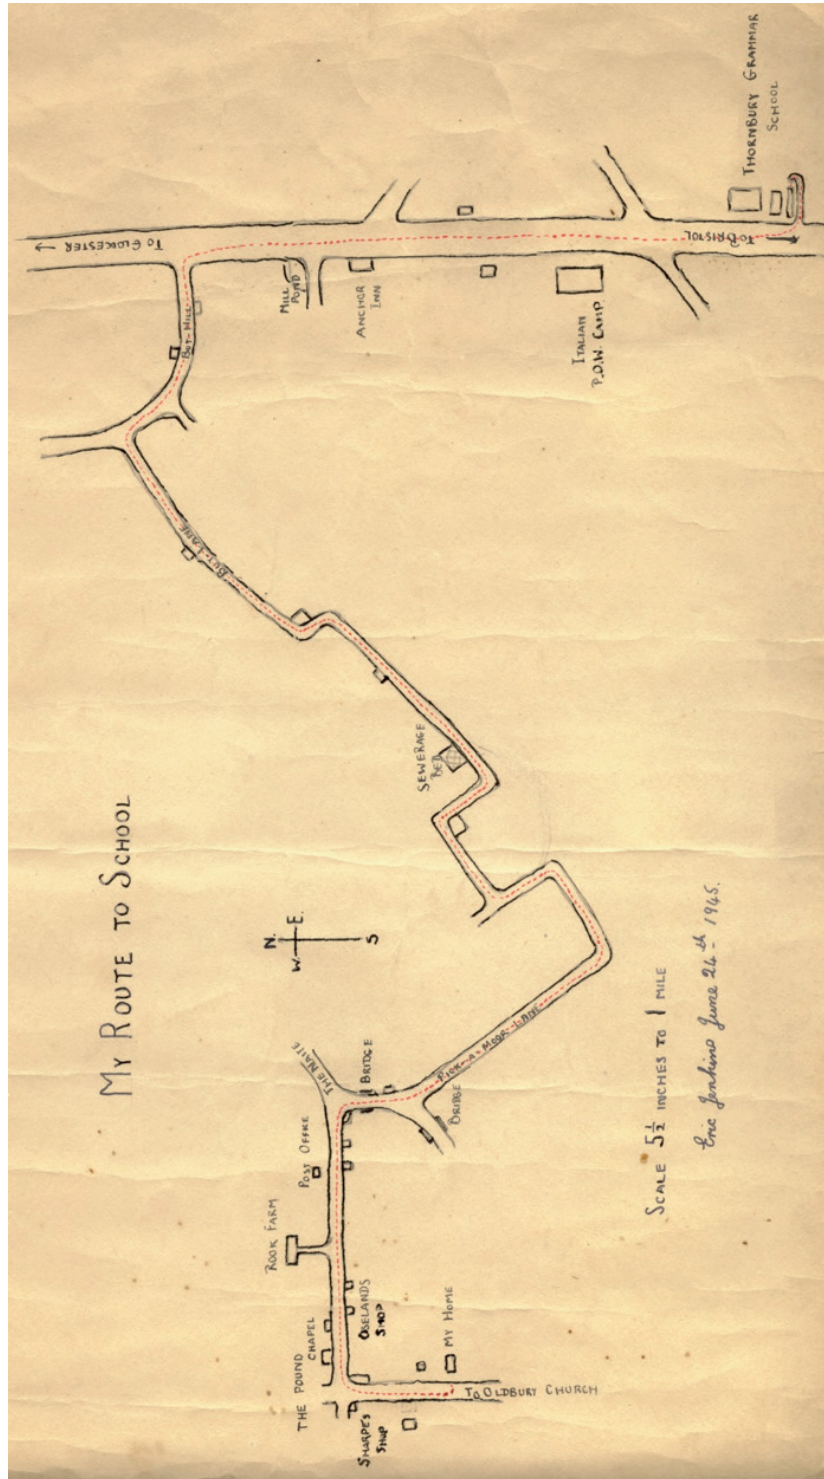 MY ROUTE TO SCHOOL
THE POUND
CHAPEL
SHARPE'S
SHOP
TO OLDBURY CHURCH
MY HOME
OSELANDS
SHOP
ROOK FARM
POST OFFICE
THE NAITE
BRIDGE
BRIDGE
PICK-A-MOOR LANE
N.
W.
E.
S
SEWERAGE
BED
BUT-LANE
BUT-HILL
TO GLOUCESTER
MILL
POND
ANCHOR
INN
ITALIAN
P.O.W. CAMP
TO BRISTOL
THORNBURY GRAMMAR
SCHOOL
SCALE 5½ INCHES TO 1 MILE
Eric Jenkins June 24th 1945.